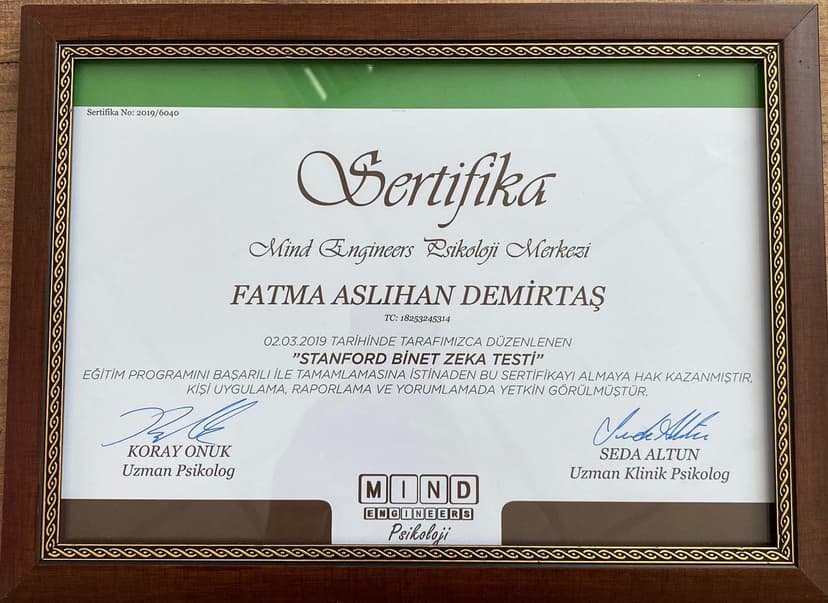 Sertifika No: 2019/6040
Sertifika
Mind Engineers Psikoloji Merkezi
FATMA ASLIHAN DEMİRTAŞ
TC: 18253245314
02.03.2019 TARİHİNDE TARAFIMIZCA DÜZENLENEN
"STANFORD BİNET ZEKA TESTİ"
EĞİTİM PROGRAMINI BAŞARILI İLE TAMAMLAMASINA İSTİNADEN BU SERTİFİKAYI ALMAYA HAK KAZANMIŞTIR,
KİŞİ UYGULAMA, RAPORLAMA VE YORUMLAMADA YETKİN GÖRÜLMÜŞTÜR.
KORAY ONUK
Uzman Psikolog
SEDA ALTUN
Uzman Klinik Psikolog
MIND
ENGINEERS
Psikoloji